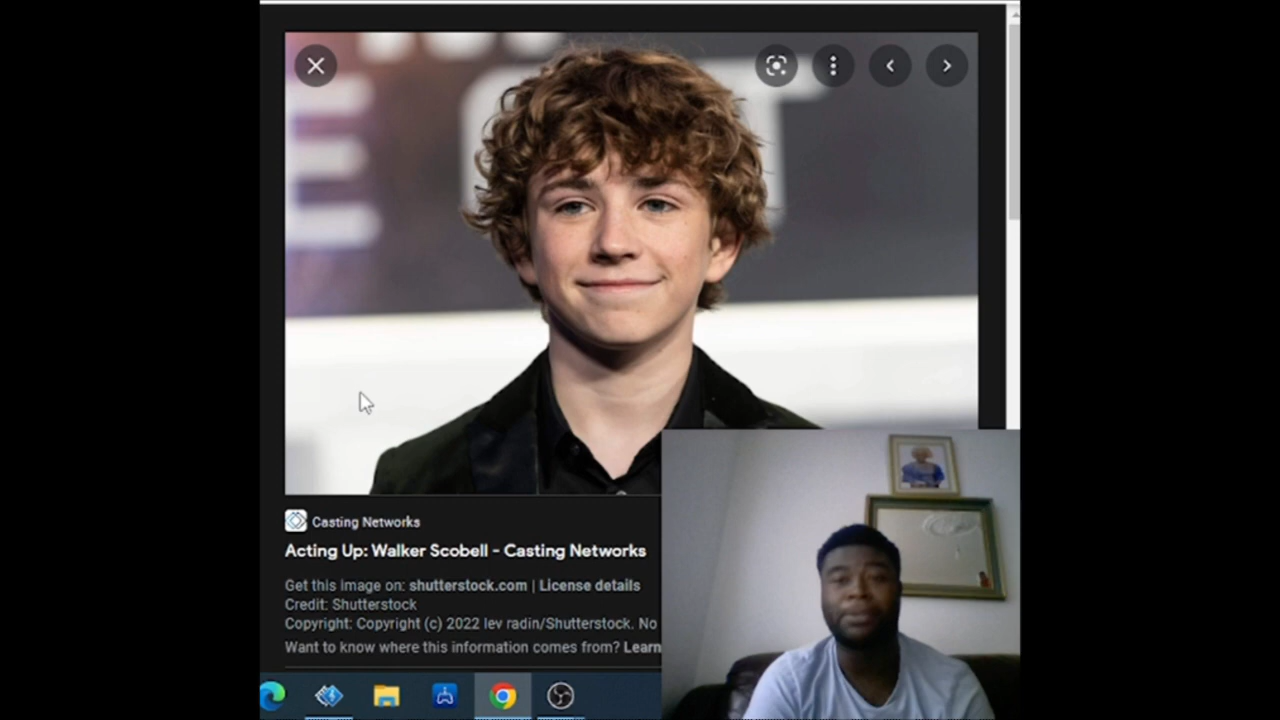 Casting Networks
Acting Up: Walker Scobell - Casting Networks
Get this image on: shutterstock.com | License details
Credit: Shutterstock
Copyright: Copyright (c) 2022 lev radin/Shutterstock. No
Want to know where this information comes from? Learn